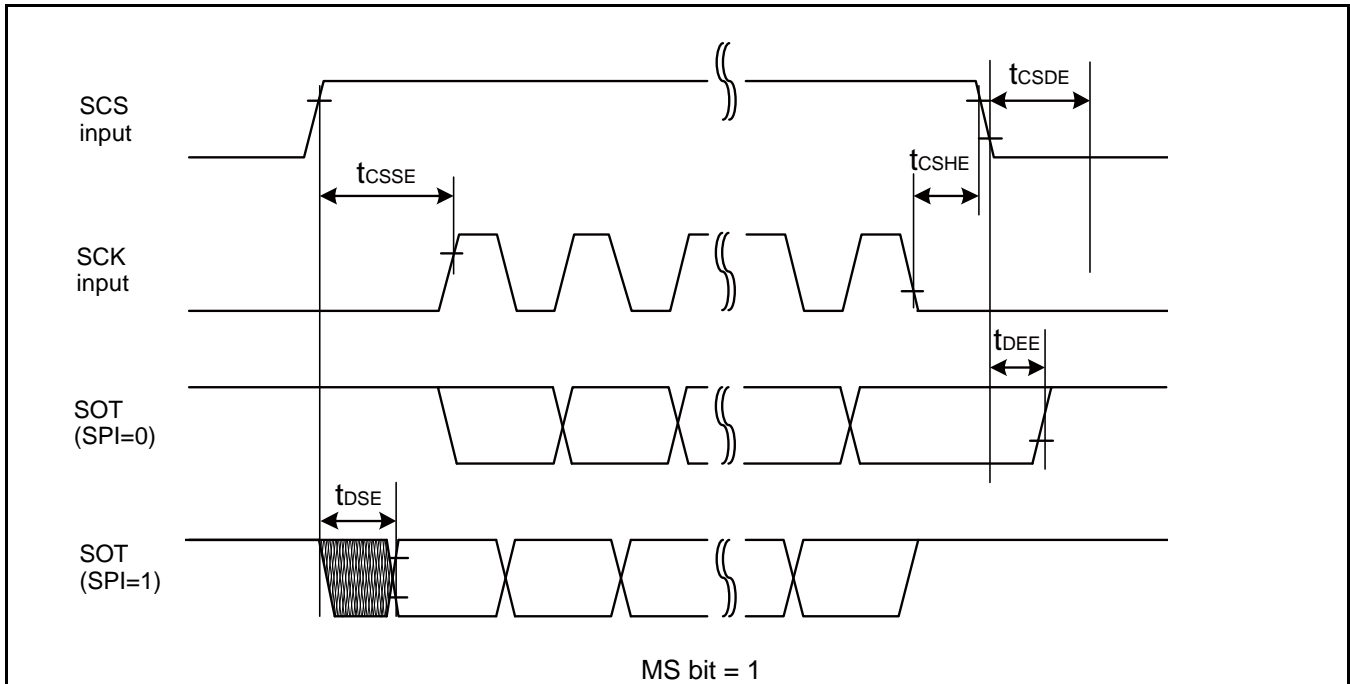 SCS
input
tCSDE
tCSSE
tCSHE
SCK
input
tDEE
SOT
(SPI=0)
tDSE
SOT
(SPI=1)
MS bit = 1